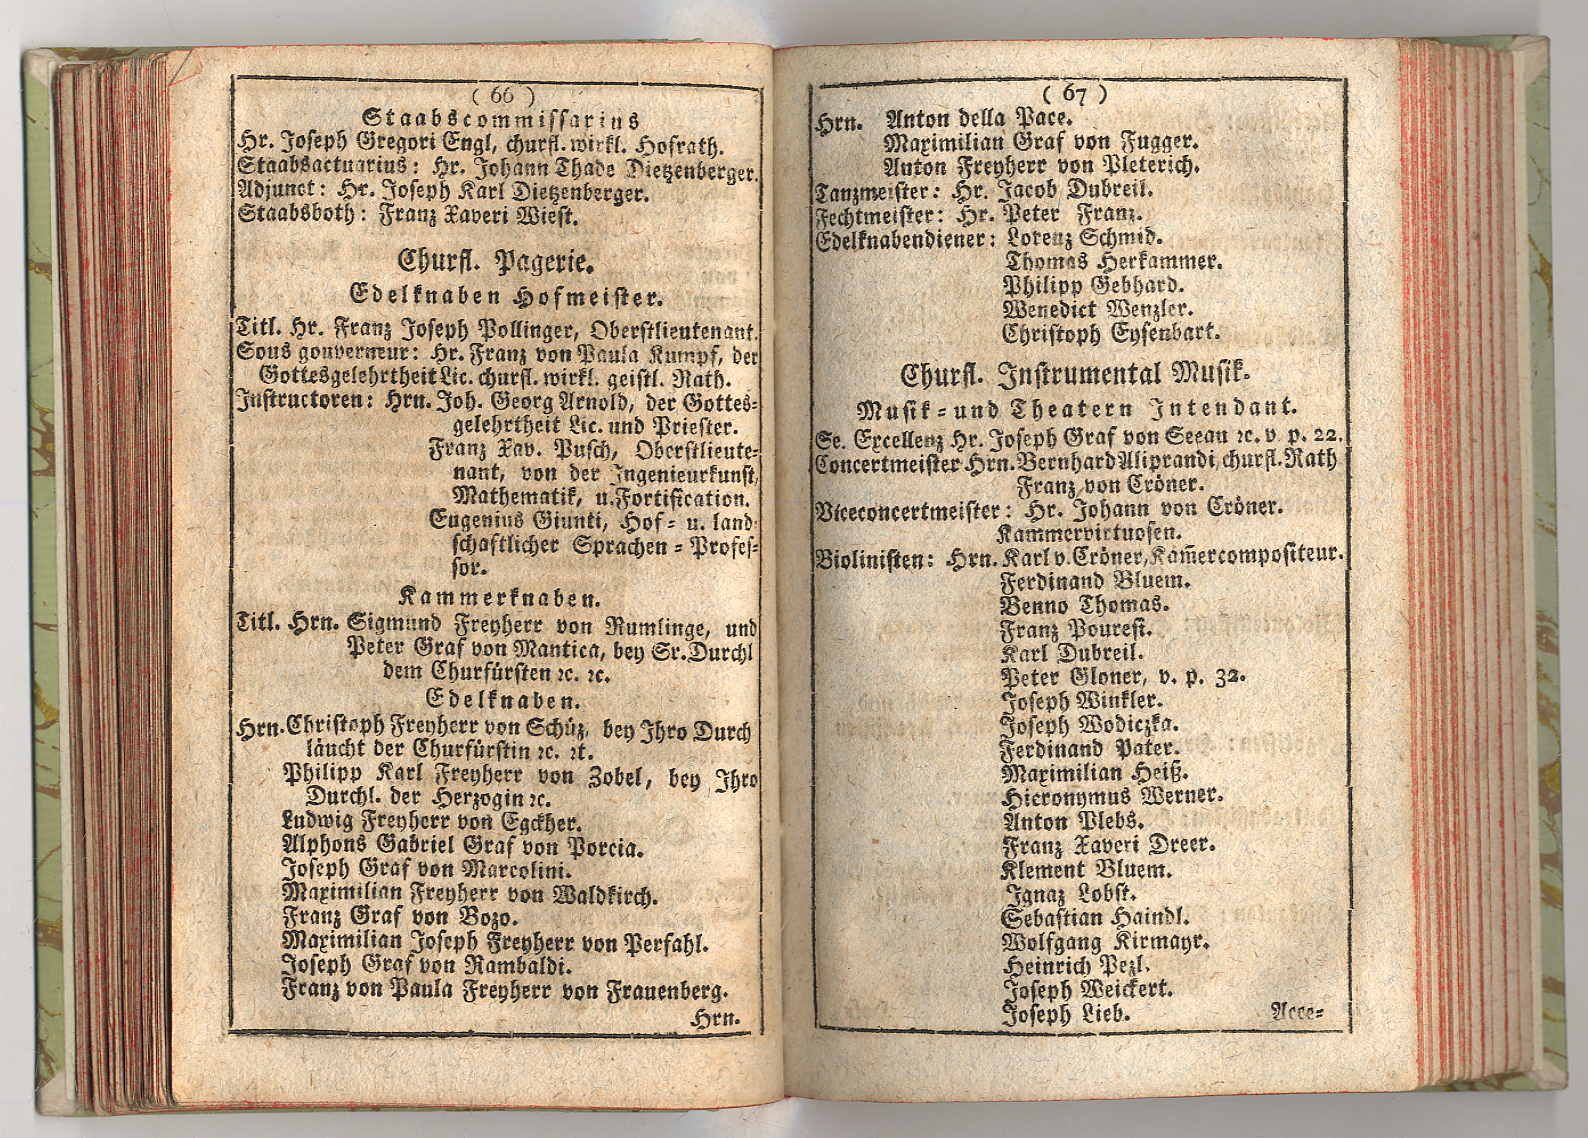 ( 66 )
Staabscommissarius
Hr. Joseph Gregori Engl, churfl. wirkl. Hofrath.
Staabsactuarius: Hr. Johann Thade Dietzenberger.
Adjunct: Hr. Joseph Karl Dietzenberger.
Staabsboth: Franz Xaveri Wiest.
Churfl. Pagerie.
Edelknaben Hofmeister.
Titl. Hr. Franz Joseph Pollinger, Oberstlieutenant.
Sous gouverneur: Hr. Franz von Paula Kumpf, der
Gottesgelehrtheit Lic. churfl. wirkl. geistl. Rath.
Instructoren: Hrn. Joh. Georg Arnold, der Gottes-
gelehrtheit Lic. und Priester.
Franz Xav. Pusch, Oberstlieute-
nant, von der Ingenieurkunst,
Mathematik, u. Fortification.
Eugenius Giunti, Hof- u. land-
schaftlicher Sprachen-Profes-
sor.
Kammerknaben.
Titl. Hrn. Sigmund Freyherr von Rumlinge, und
Peter Graf von Mantica, bey Sr. Durchl
dem Churfürsten ꝛc. ꝛc.
Edelknaben.
Hrn. Christoph Freyherr von Schüz, bey Ihro Durch
läucht der Churfürstin ꝛc. ꝛt.
Philipp Karl Freyherr von Zobel, bey Ihro
Durchl. der Herzogin ꝛc.
Ludwig Freyherr von Egckher.
Alphons Gabriel Graf von Porcia.
Joseph Graf von Marcolini.
Maximilian Freyherr von Waldkirch.
Franz Graf von Bozo.
Maximilian Joseph Freyherr von Perfahl.
Joseph Graf von Rambaldi.
Franz von Paula Freyherr von Frauenberg.
Hrn.
( 67 )
Hrn. Anton della Pace.
Maximilian Graf von Fugger.
Anton Freyherr von Pleterich.
Tanzmeister: Hr. Jacob Dubreil.
Fechtmeister: Hr. Peter Franz.
Edelknabendiener: Lorenz Schmid.
Thomas Herkammer.
Philipp Gebhard.
Wenedict Wenzler.
Christoph Eysenbart.
Churfl. Instrumental Musik.
Musik- und Theatern Intendant.
Se. Excellenz Hr. Joseph Graf von Seeau ꝛc. v. p. 22.
Concertmeister Hrn. Bernhard Aliprandi, churfl. Rath
Franz von Cröner.
Viceconcertmeister: Hr. Johann von Cröner.
Kammervirtuosen.
Violinisten: Hrn. Karl v. Cröner, Kam̄ercompositeur.
Ferdinand Bluem.
Benno Thomas.
Franz Pourest.
Karl Dubreil.
Peter Gloner, v. p. 32.
Joseph Winkler.
Joseph Wodiczka.
Ferdinand Pater.
Maximilian Heiß.
Hieronymus Werner.
Anton Plebs.
Franz Xaveri Dreer.
Klement Bluem.
Ignaz Lobst.
Sebastian Haindl.
Wolfgang Kirmayr.
Heinrich Pezl.
Joseph Weickert.
Joseph Lieb.
Acce-